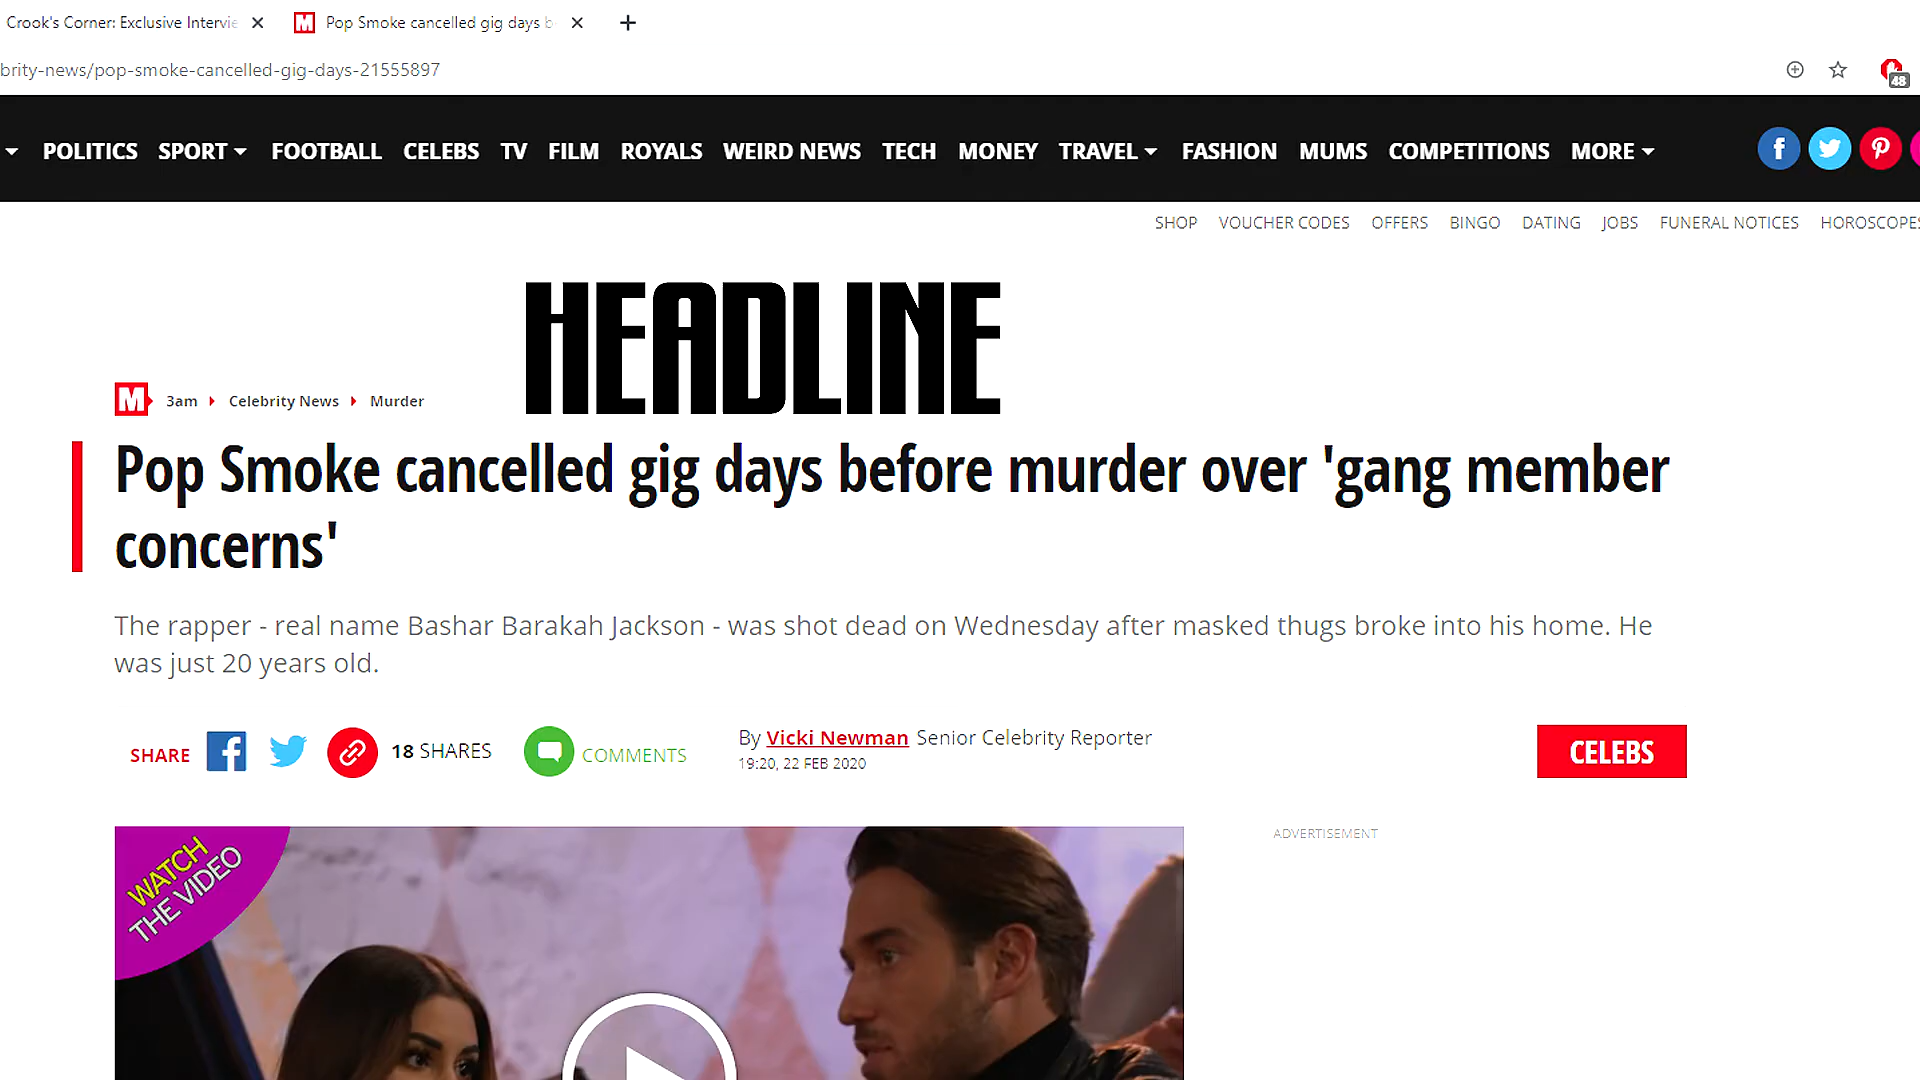 Crook's Corner: Exclusive Intervie
Pop Smoke cancelled gig days b
brity-news/pop-smoke-cancelled-gig-days-21555897
48
POLITICS SPORT FOOTBALL CELEBS TV FILM ROYALS WEIRD NEWS TECH MONEY TRAVEL FASHION MUMS COMPETITIONS MORE
SHOP VOUCHER CODES OFFERS BINGO DATING JOBS FUNERAL NOTICES HOROSCOPES
HEADLINE
M 3am Celebrity News Murder
Pop Smoke cancelled gig days before murder over 'gang member
concerns'
The rapper - real name Bashar Barakah Jackson - was shot dead on Wednesday after masked thugs broke into his home. He
was just 20 years old.
SHARE 18 SHARES COMMENTS
By Vicki Newman Senior Celebrity Reporter
19:20, 22 FEB 2020
CELEBS
WATCH
THE VIDEO
ADVERTISEMENT